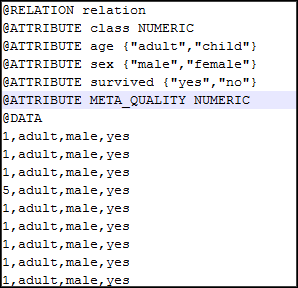 @RELATION relation
@ATTRIBUTE class NUMERIC
@ATTRIBUTE age {"adult","child"}
@ATTRIBUTE sex {"male","female"}
@ATTRIBUTE survived {"yes","no"}
@ATTRIBUTE META_QUALITY NUMERIC
@DATA
1,adult,male,yes
1,adult,male,yes
1,adult,male,yes
5,adult,male,yes
1,adult,male,yes
1,adult,male,yes
1,adult,male,yes
1,adult,male,yes
1,adult,male,yes